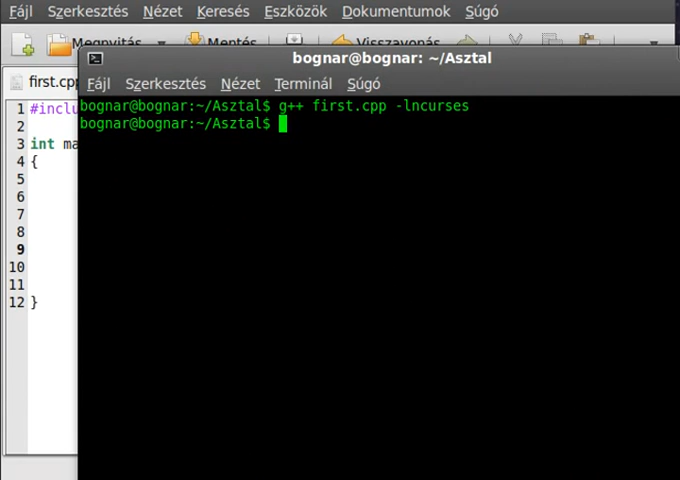 Fájl Szerkesztés Nézet Keresés Eszközök Dokumentumok Súgó
Megnyitás Mentés Visszavonás
bognar@bognar: ~/Asztal
first.cpp
Fájl Szerkesztés Nézet Terminál Súgó
bognar@bognar:~/Asztal$ g++ first.cpp -lncurses
bognar@bognar:~/Asztal$
1 #inclu
2
3 int ma
4 {
5
6
7
8
9
10
11
12 }